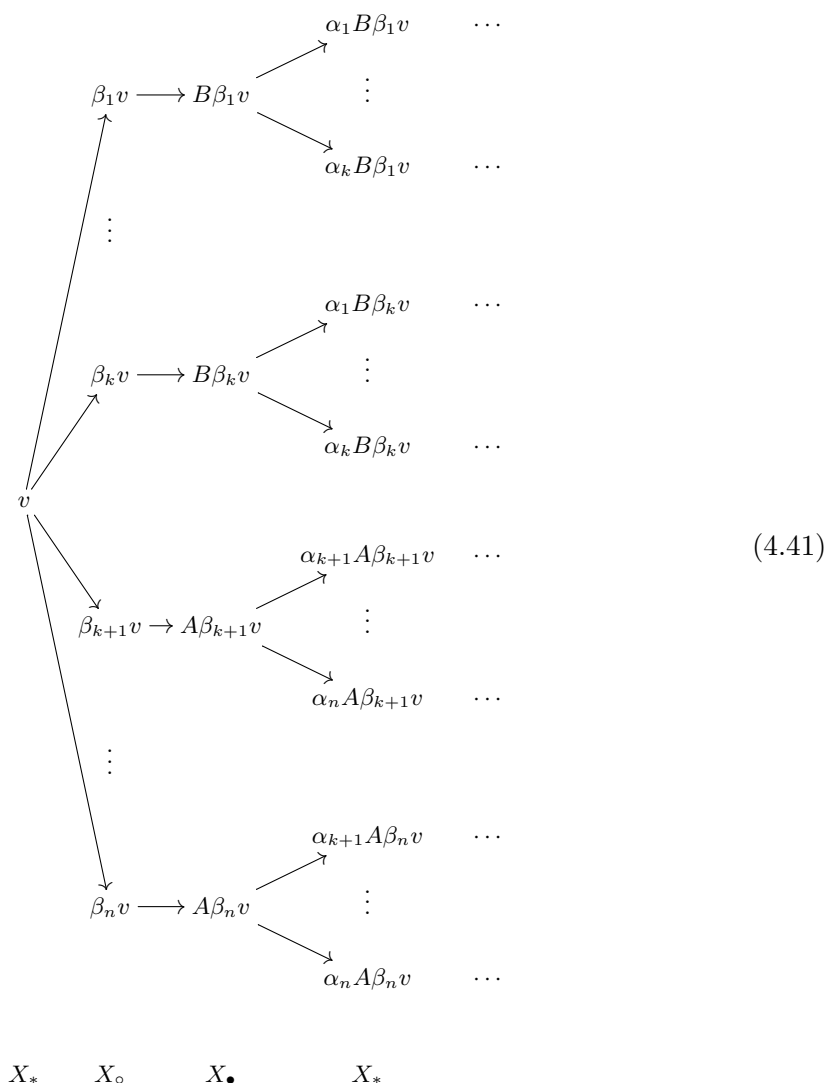 α₁Bβ₁v ⋯
⋮
β₁v → Bβ₁v
αₖBβ₁v ⋯
⋮
α₁Bβₖv ⋯
⋮
βₖv → Bβₖv
αₖBβₖv ⋯
v
αₖ₊₁Aβₖ₊₁v ⋯
(4.41)
⋮
βₖ₊₁v → Aβₖ₊₁v
αₙAβₖ₊₁v ⋯
⋮
αₖ₊₁Aβₙv ⋯
⋮
βₙv → Aβₙv
αₙAβₙv ⋯
X∗ X∘ X• X∗